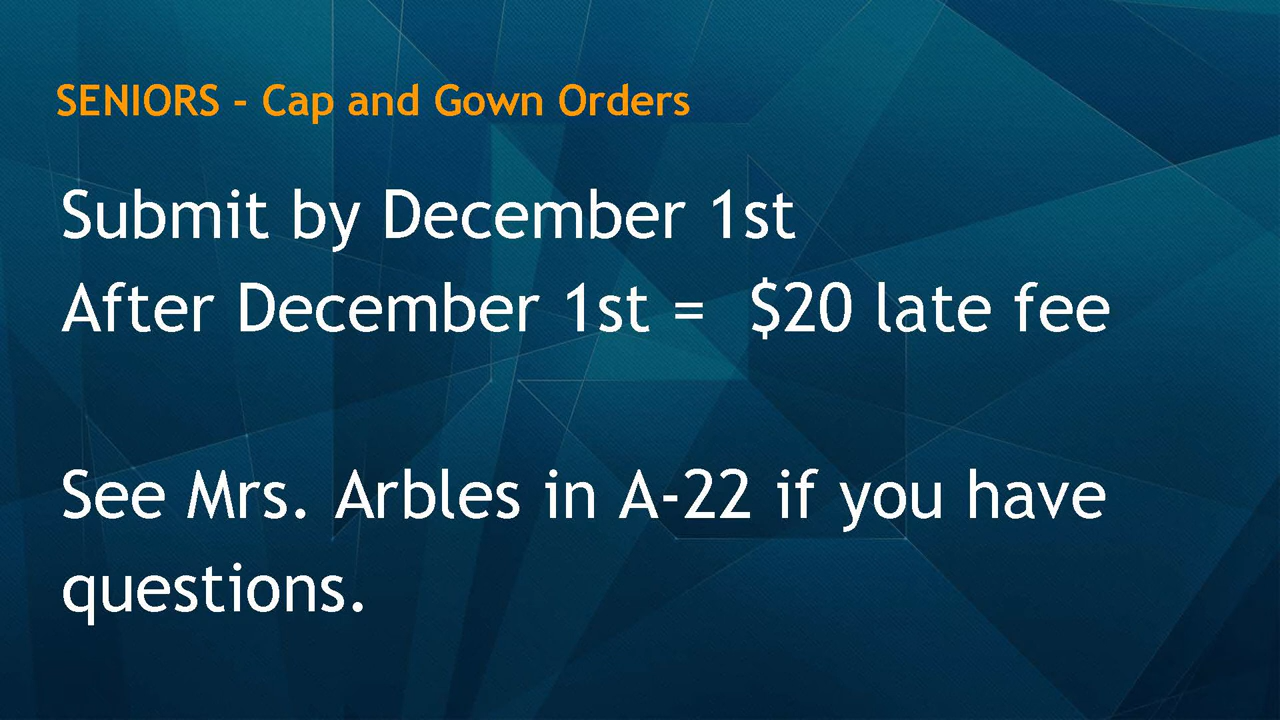 SENIORS - Cap and Gown Orders
Submit by December 1st
After December 1st =  $20 late fee
See Mrs. Arbles in A-22 if you have
questions.